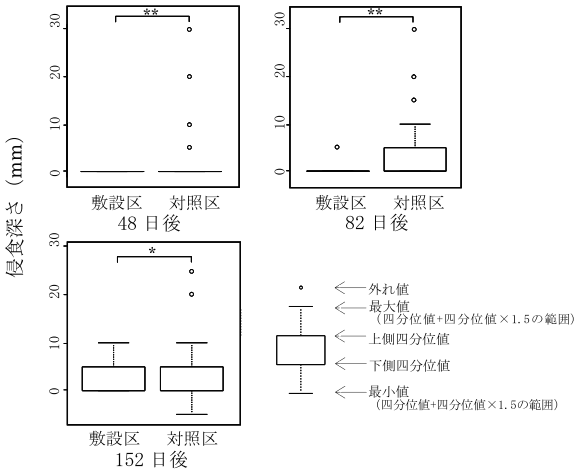 侵食深さ (mm)
**
30
20
10
0
敷設区 対照区
48 日後
**
30
20
10
0
敷設区 対照区
82 日後
*
30
20
10
0
敷設区 対照区
152 日後
外れ値
最大値
(四分位値+四分位値×1.5の範囲)
上側四分位値
下側四分位値
最小値
(四分位値+四分位値×1.5の範囲)